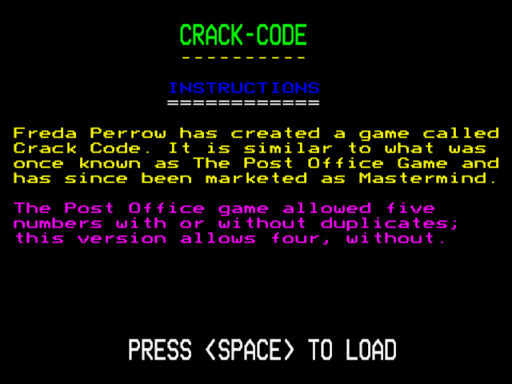 CRACK-CODE
----------
INSTRUCTIONS
============
Freda Perrow has created a game called
Crack Code. It is similar to what was
once known as The Post Office Game and
has since been marketed as Mastermind.
The Post Office game allowed five
numbers with or without duplicates;
this version allows four, without.
PRESS <SPACE> TO LOAD